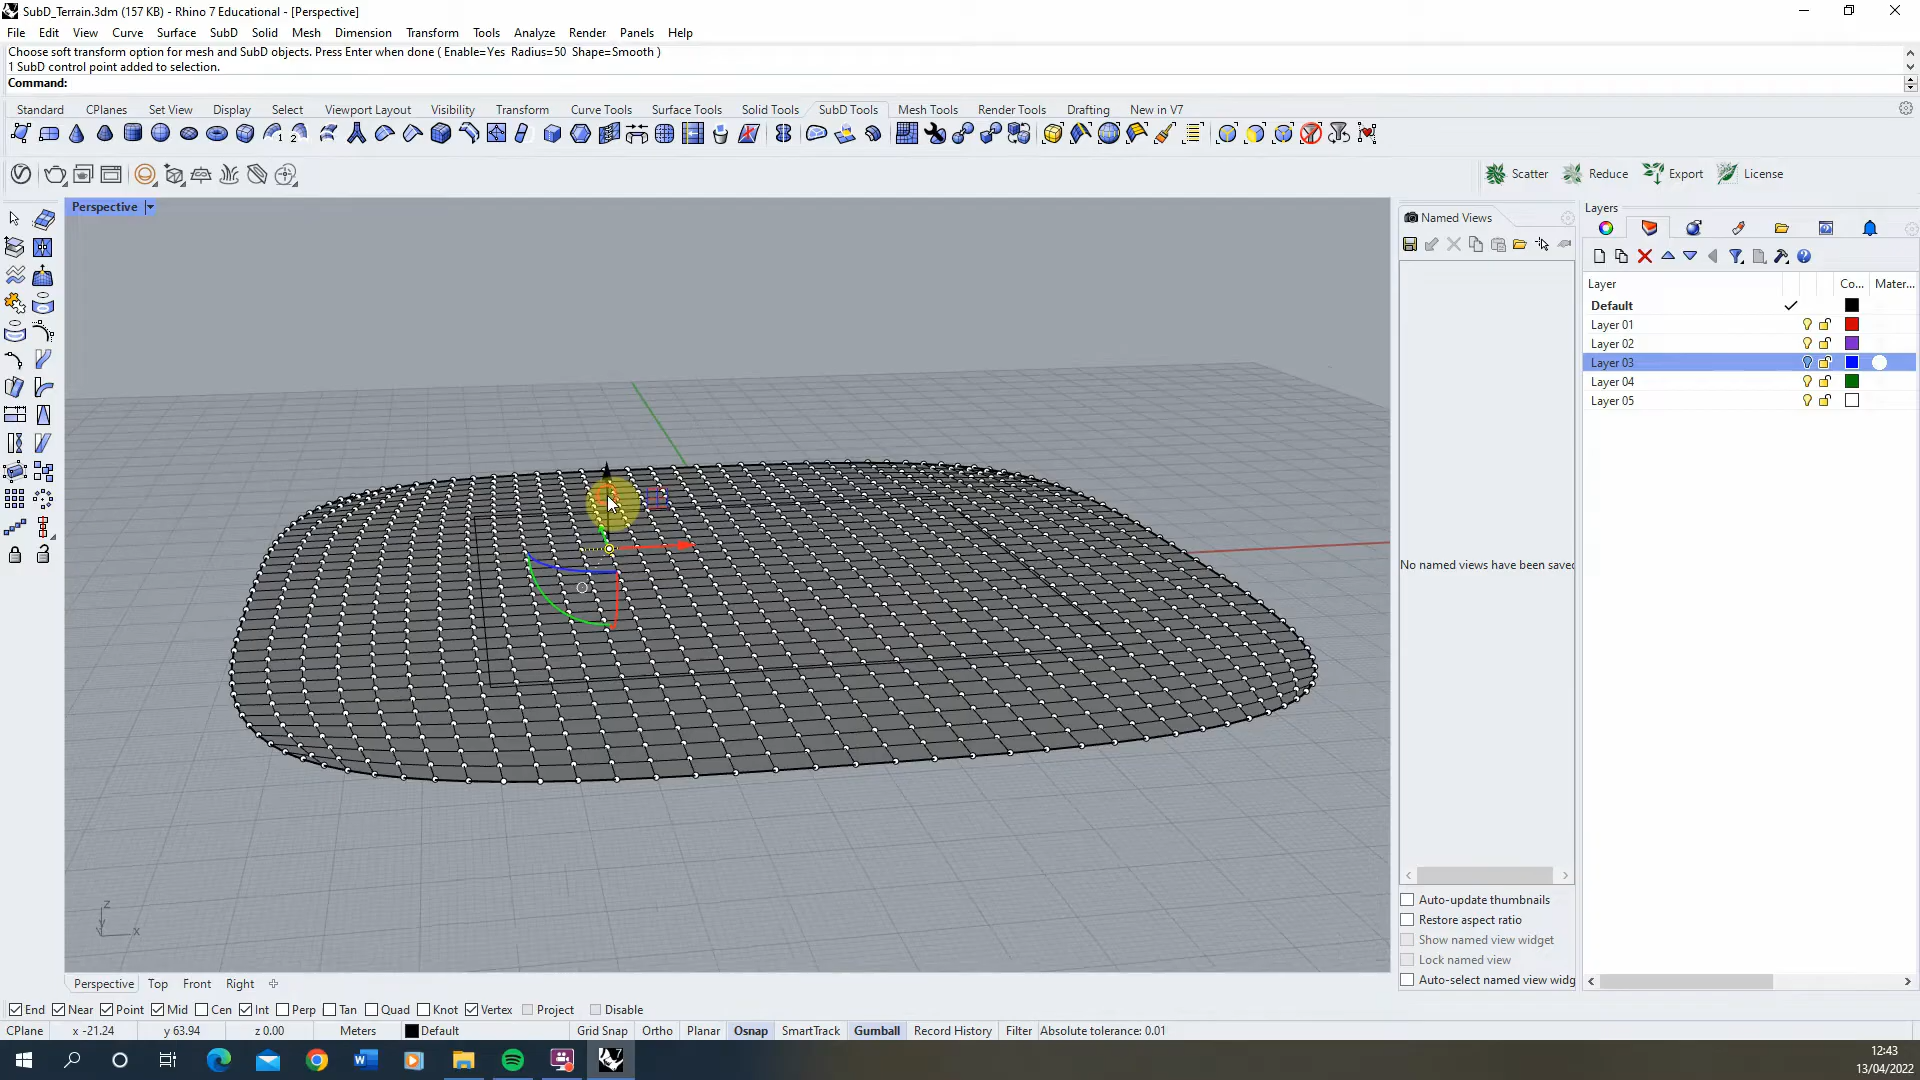 SubD_Terrain.3dm (157 KB) - Rhino 7 Educational - [Perspective]
File Edit View Curve Surface SubD Solid Mesh Dimension Transform Tools Analyze Render Panels Help
Choose soft transform option for mesh and SubD objects. Press Enter when done ( Enable=Yes Radius=50 Shape=Smooth )
1 SubD control point added to selection.
Command:
Standard CPlanes Set View Display Select Viewport Layout Visibility Transform Curve Tools Surface Tools Solid Tools SubD Tools Mesh Tools Render Tools Drafting New in V7
Scatter Reduce Export License
Perspective
Named Views
Layers
Layer Co... Mater...
Default
Layer 01
Layer 02
Layer 03
Layer 04
Layer 05
No named views have been saved
Auto-update thumbnails
Restore aspect ratio
Show named view widget
Lock named view
Auto-select named view widg
z
x
Perspective Top Front Right
End Near Point Mid Cen Int Perp Tan Quad Knot Vertex Project Disable
CPlane x -21.24 y 63.94 z 0.00 Meters Default Grid Snap Ortho Planar Osnap SmartTrack Gumball Record History Filter Absolute tolerance: 0.01
12:43
13/04/2022